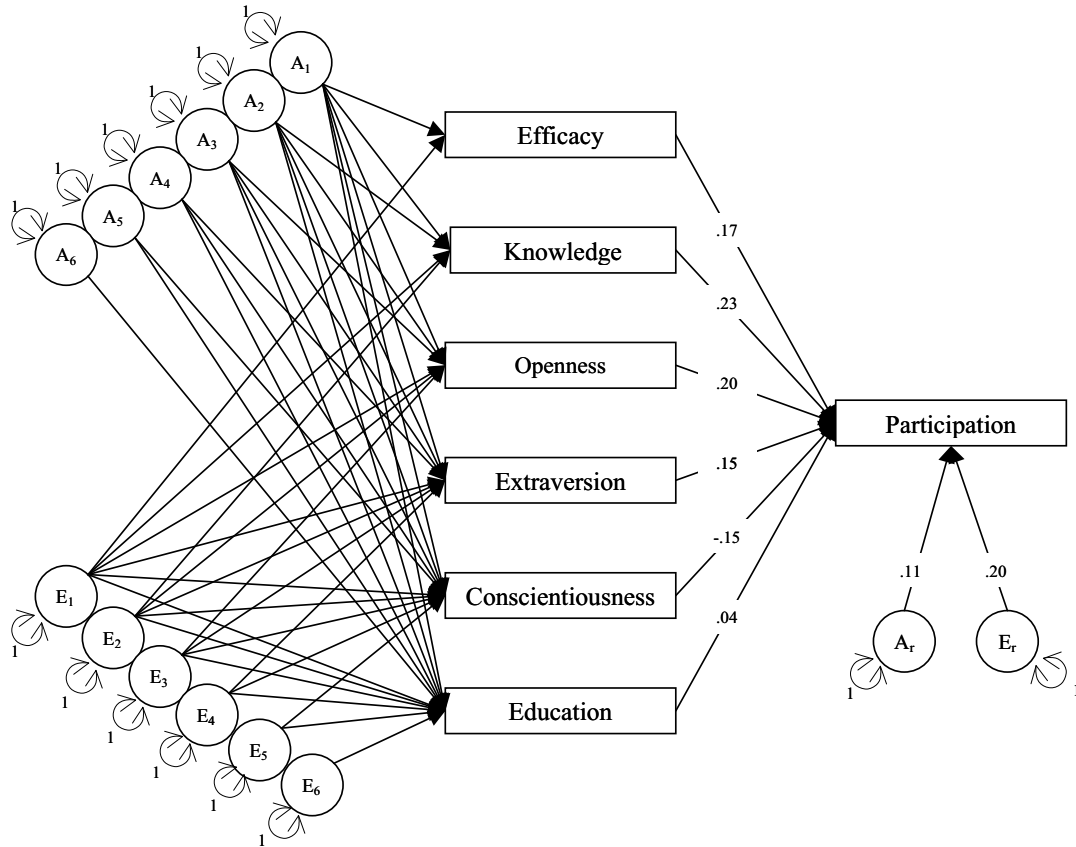 1
A1
1
A2
1
A3
1
A4
1
A5
1
A6
Efficacy
Knowledge
Openness
Extraversion
Conscientiousness
Education
.17
.23
.20
.15
-.15
.04
Participation
.11
.20
Ar
Er
1
1
E1
1
E2
1
E3
1
E4
1
E5
1
E6
1